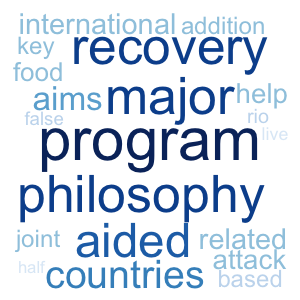 international addition
key recovery
food
aims major help
false rio
program live
philosophy
joint aided related
attack
half countries based